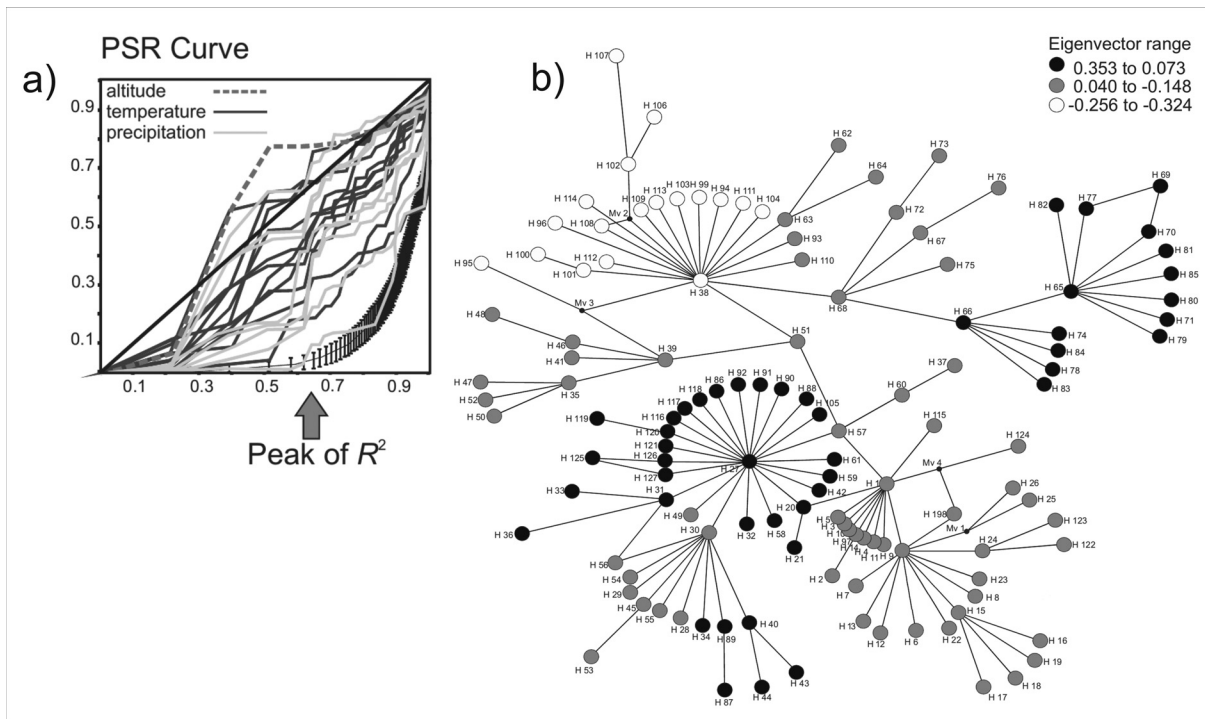 PSR Curve
a)
altitude
temperature
precipitation
0.9
0.7
0.5
0.3
0.1
0.1
0.3
0.5
0.7
0.9
Peak of R²
b)
Eigenvector range
0.353 to 0.073
0.040 to -0.148
-0.256 to -0.324
H 107
H 106
H 102
H 62
H 73
H 64
H 76
H 69
H 77
H 82
H 99
H 103
H 94
H 113
H 111
H 109
H 104
H 114
Mv 2
H 96
H 108
H 63
H 72
H 70
H 93
H 67
H 81
H 100
H 112
H 110
H 75
H 85
H 95
H 101
H 38
H 65
H 80
Mv 3
H 68
H 66
H 71
H 48
H 74
H 79
H 46
H 51
H 84
H 41
H 39
H 37
H 78
H 47
H 35
H 60
H 83
H 52
H 50
H 92
H 91
H 90
H 86
H 88
H 118
H 105
H 117
H 116
H 119
H 120
H 57
H 115
H 121
H 124
H 125
H 126
H 27
H 61
Mv 4
H 127
H 59
H 33
H 31
H 42
H 1
H 26
H 25
H 49
H 20
H 5
H 3
H 198
H 123
H 36
H 30
H 32
H 58
H 10
H 97
H 14
H 4
H 11
H 9
Mv 1
H 24
H 122
H 21
H 56
H 54
H 2
H 7
H 23
H 29
H 8
H 45
H 55
H 28
H 34
H 89
H 40
H 13
H 12
H 6
H 22
H 15
H 16
H 53
H 19
H 87
H 44
H 43
H 17
H 18